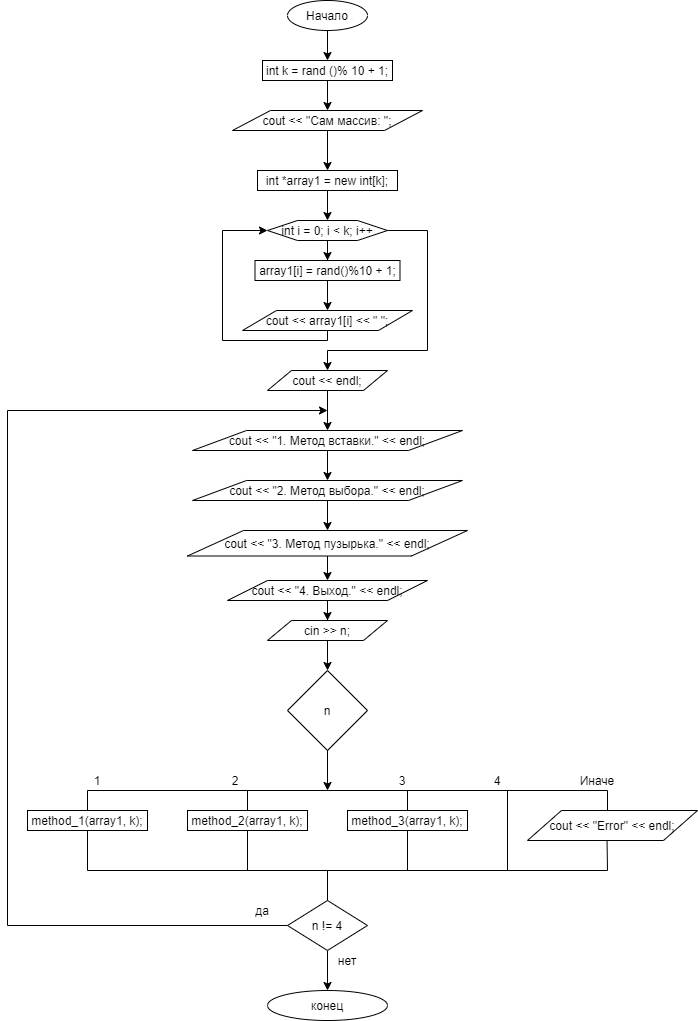 Начало
int k = rand ()% 10 + 1;
cout << "Сам массив: ";
int *array1 = new int[k];
int i = 0; i < k; i++
array1[i] = rand()%10 + 1;
cout << array1[i] << " ";
cout << endl;
cout << "1. Метод вставки." << endl;
cout << "2. Метод выбора." << endl;
cout << "3. Метод пузырька." << endl;
cout << "4. Выход." << endl;
cin >> n;
n
1 2 3 4 Иначе
method_1(array1, k); method_2(array1, k); method_3(array1, k); cout << "Error" << endl;
да
n != 4
нет
конец